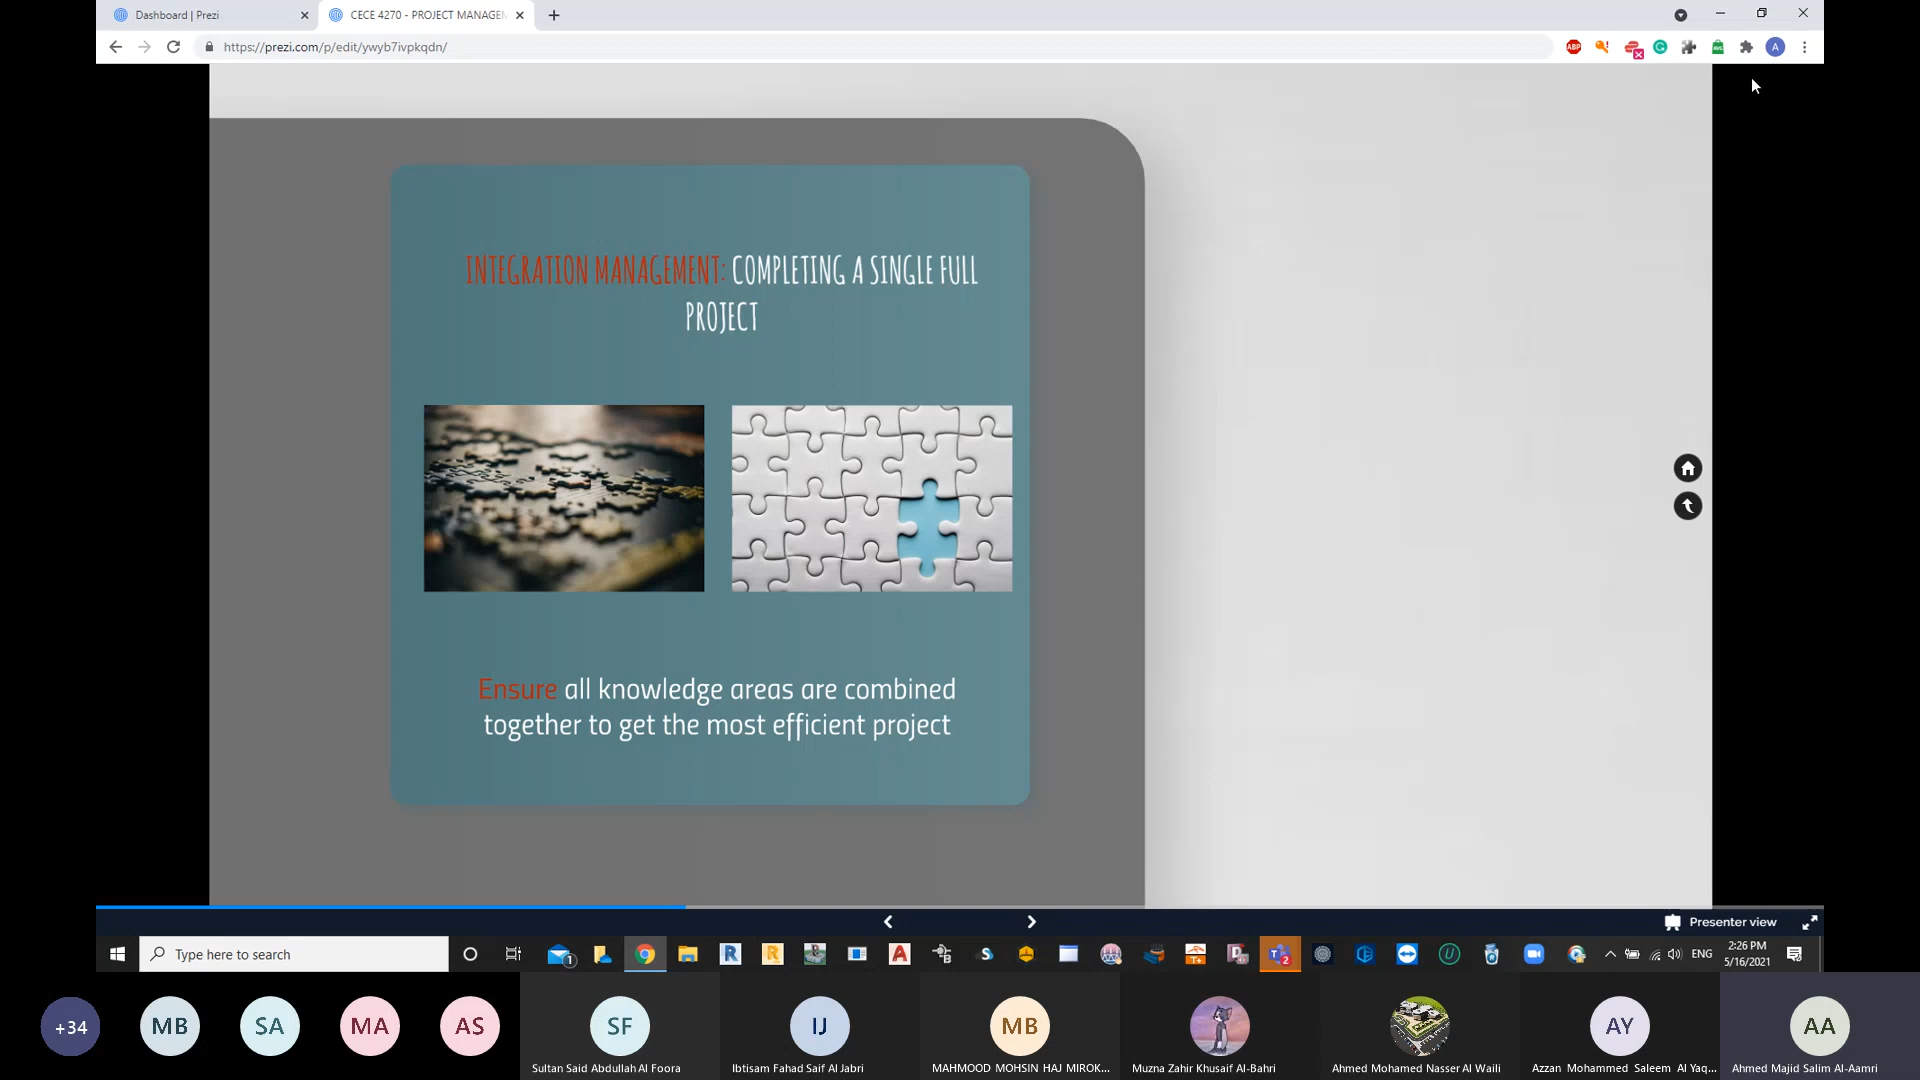 Dashboard | Prezi
CECE 4270 - PROJECT MANAGEM
https://prezi.com/p/edit/ywyb7ivpkqdn/
ABP
A
INTEGRATION MANAGEMENT: COMPLETING A SINGLE FULL
PROJECT
Ensure all knowledge areas are combined
together to get the most efficient project
Presenter view
Type here to search
ENG
2:26 PM
5/16/2021
+34
MB
SA
MA
AS
SF
IJ
MB
AY
AA
Sultan Said Abdullah Al Foora
Ibtisam Fahad Saif Al Jabri
MAHMOOD MOHSIN HAJ MIROK...
Muzna Zahir Khusaif Al-Bahri
Ahmed Mohamed Nasser Al Waili
Azzan Mohammed Saleem Al Yaq...
Ahmed Majid Salim Al-Aamri